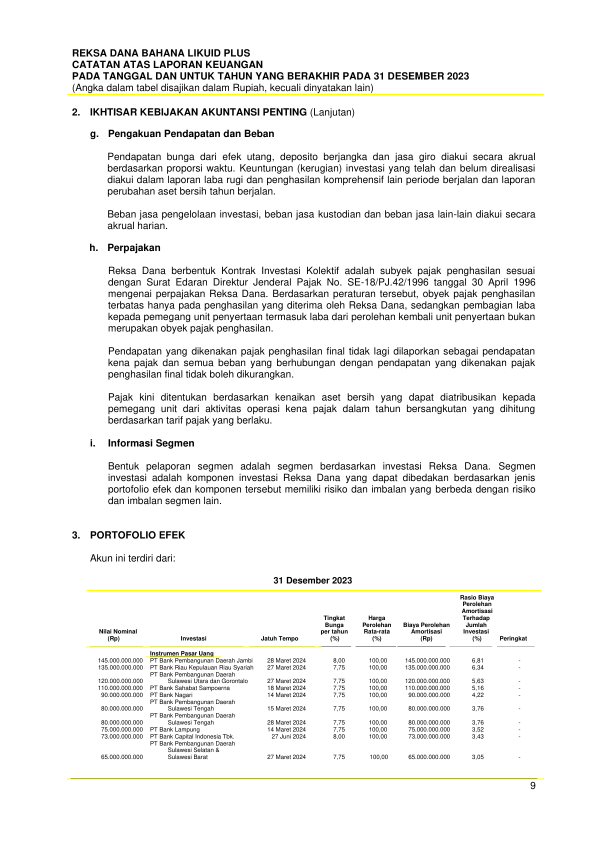 REKSA DANA BAHANA LIKUID PLUS
CATATAN ATAS LAPORAN KEUANGAN
PADA TANGGAL DAN UNTUK TAHUN YANG BERAKHIR PADA 31 DESEMBER 2023
(Angka dalam tabel disajikan dalam Rupiah, kecuali dinyatakan lain)
2. IKHTISAR KEBIJAKAN AKUNTANSI PENTING (Lanjutan)
g. Pengakuan Pendapatan dan Beban
Pendapatan bunga dari efek utang, deposito berjangka dan jasa giro diakui secara akrual
berdasarkan proporsi waktu. Keuntungan (kerugian) investasi yang telah dan belum direalisasi
diakui dalam laporan laba rugi dan penghasilan komprehensif lain periode berjalan dan laporan
perubahan aset bersih tahun berjalan.
Beban jasa pengelolaan investasi, beban jasa kustodian dan beban jasa lain-lain diakui secara
akrual harian.
h. Perpajakan
Reksa Dana berbentuk Kontrak Investasi Kolektif adalah subyek pajak penghasilan sesuai
dengan Surat Edaran Direktur Jenderal Pajak No. SE-18/PJ.42/1996 tanggal 30 April 1996
mengenai perpajakan Reksa Dana. Berdasarkan peraturan tersebut, obyek pajak penghasilan
terbatas hanya pada penghasilan yang diterima oleh Reksa Dana, sedangkan pembagian laba
kepada pemegang unit penyertaan termasuk laba dari perolehan kembali unit penyertaan bukan
merupakan obyek pajak penghasilan.
Pendapatan yang dikenakan pajak penghasilan final tidak lagi dilaporkan sebagai pendapatan
kena pajak dan semua beban yang berhubungan dengan pendapatan yang dikenakan pajak
penghasilan final tidak boleh dikurangkan.
Pajak kini ditentukan berdasarkan kenaikan aset bersih yang dapat diatribusikan kepada
pemegang unit dari aktivitas operasi kena pajak dalam tahun bersangkutan yang dihitung
berdasarkan tarif pajak yang berlaku.
i. Informasi Segmen
Bentuk pelaporan segmen adalah segmen berdasarkan investasi Reksa Dana. Segmen
investasi adalah komponen investasi Reksa Dana yang dapat dibedakan berdasarkan jenis
portofolio efek dan komponen tersebut memiliki risiko dan imbalan yang berbeda dengan risiko
dan imbalan segmen lain.
3. PORTOFOLIO EFEK
Akun ini terdiri dari:
31 Desember 2023
Rasio Biaya
Perolehan
Amortisasi
Tingkat Harga Terhadap
Bunga Perolehan Biaya Perolehan Jumlah
Nilai Nominal per tahun Rata-rata Amortisasi Investasi
(Rp) Investasi Jatuh Tempo (%) (%) (Rp) (%) Peringkat
Instrumen Pasar Uang
145.000.000.000 PT Bank Pembangunan Daerah Jambi 28 Maret 2024 8,00 100,00 145.000.000.000 6,81 -
135.000.000.000 PT Bank Riau Kepulauan Riau Syariah 27 Maret 2024 7,75 100,00 135.000.000.000 6,34 -
PT Bank Pembangunan Daerah
120.000.000.000 Sulawesi Utara dan Gorontalo 27 Maret 2024 7,75 100,00 120.000.000.000 5,63 -
110.000.000.000 PT Bank Sahabat Sampoerna 18 Maret 2024 7,75 100,00 110.000.000.000 5,16 -
90.000.000.000 PT Bank Nagari 14 Maret 2024 7,75 100,00 90.000.000.000 4,22 -
PT Bank Pembangunan Daerah
80.000.000.000 Sulawesi Tengah 15 Maret 2024 7,75 100,00 80.000.000.000 3,76 -
PT Bank Pembangunan Daerah
80.000.000.000 Sulawesi Tengah 28 Maret 2024 7,75 100,00 80.000.000.000 3,76 -
75.000.000.000 PT Bank Lampung 14 Maret 2024 7,75 100,00 75.000.000.000 3,52 -
73.000.000.000 PT Bank Capital Indonesia Tbk. 27 Juni 2024 8,00 100,00 73.000.000.000 3,43 -
PT Bank Pembangunan Daerah
Sulawesi Selatan &
65.000.000.000 Sulawesi Barat 27 Maret 2024 7,75 100,00 65.000.000.000 3,05 -
9